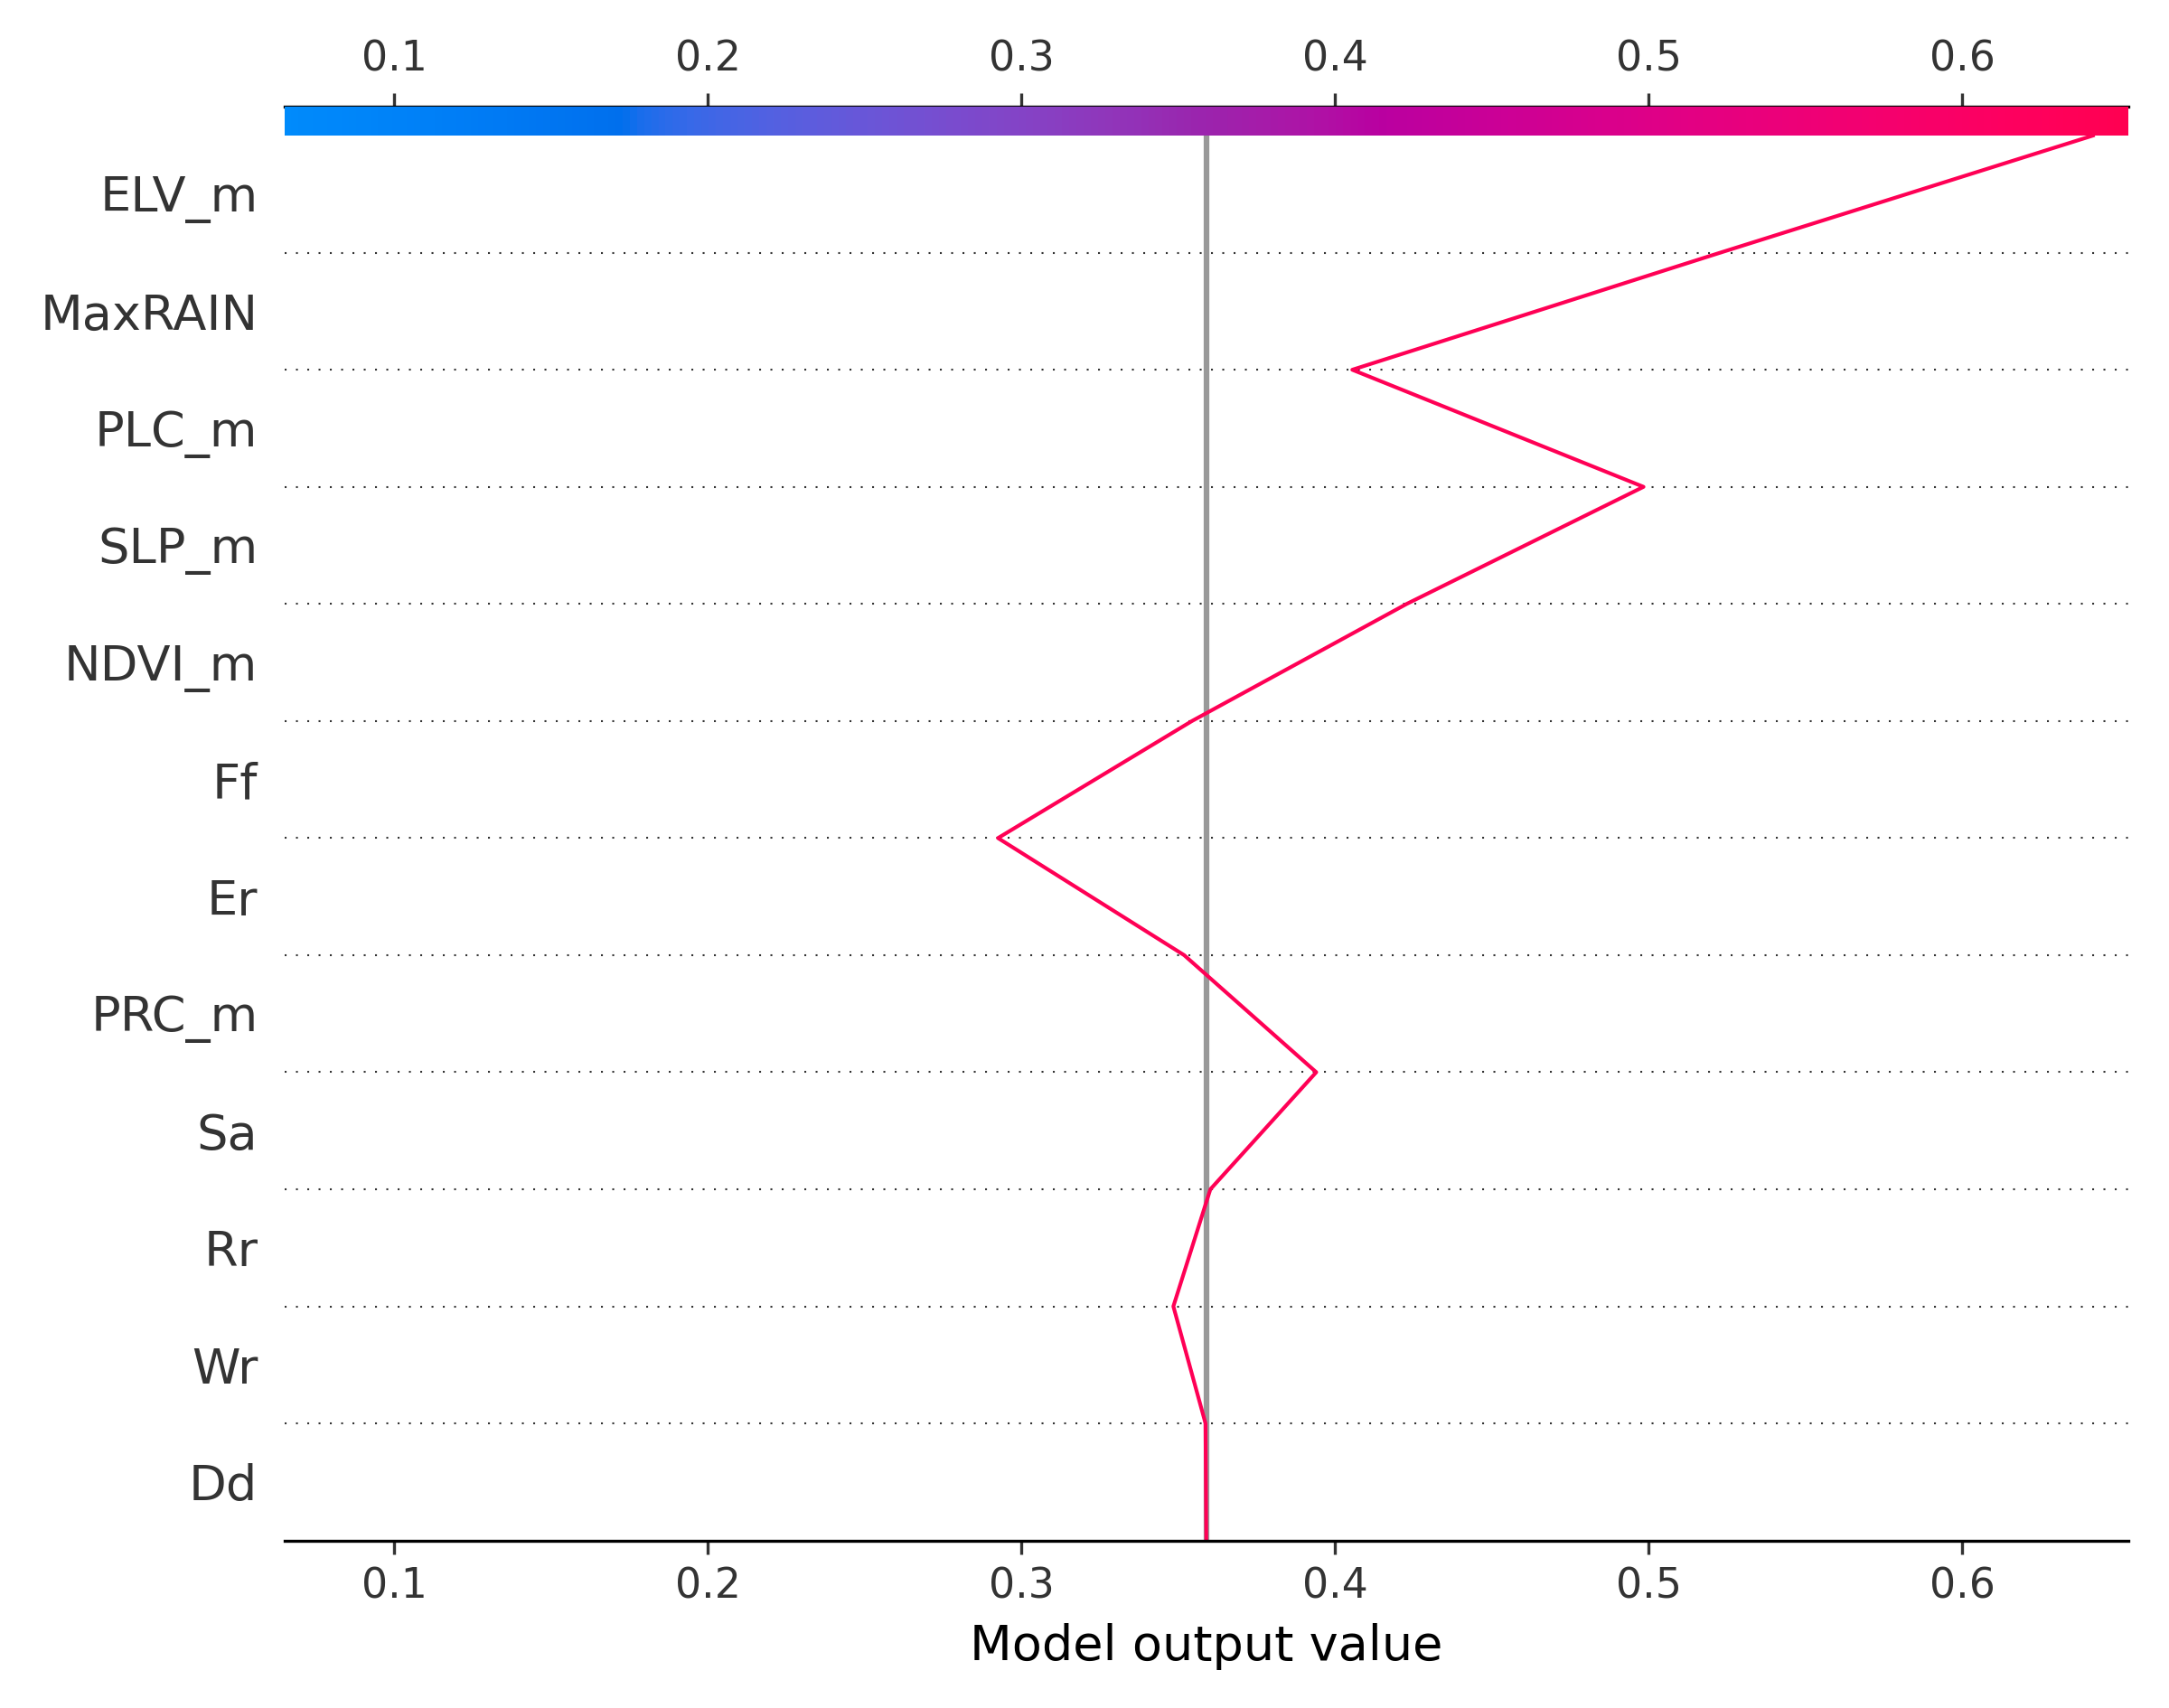 0.1 0.2 0.3 0.4 0.5 0.6
ELV_m
MaxRAIN
PLC_m
SLP_m
NDVI_m
Ff
Er
PRC_m
Sa
Rr
Wr
Dd
0.1 0.2 0.3 0.4 0.5 0.6
Model output value